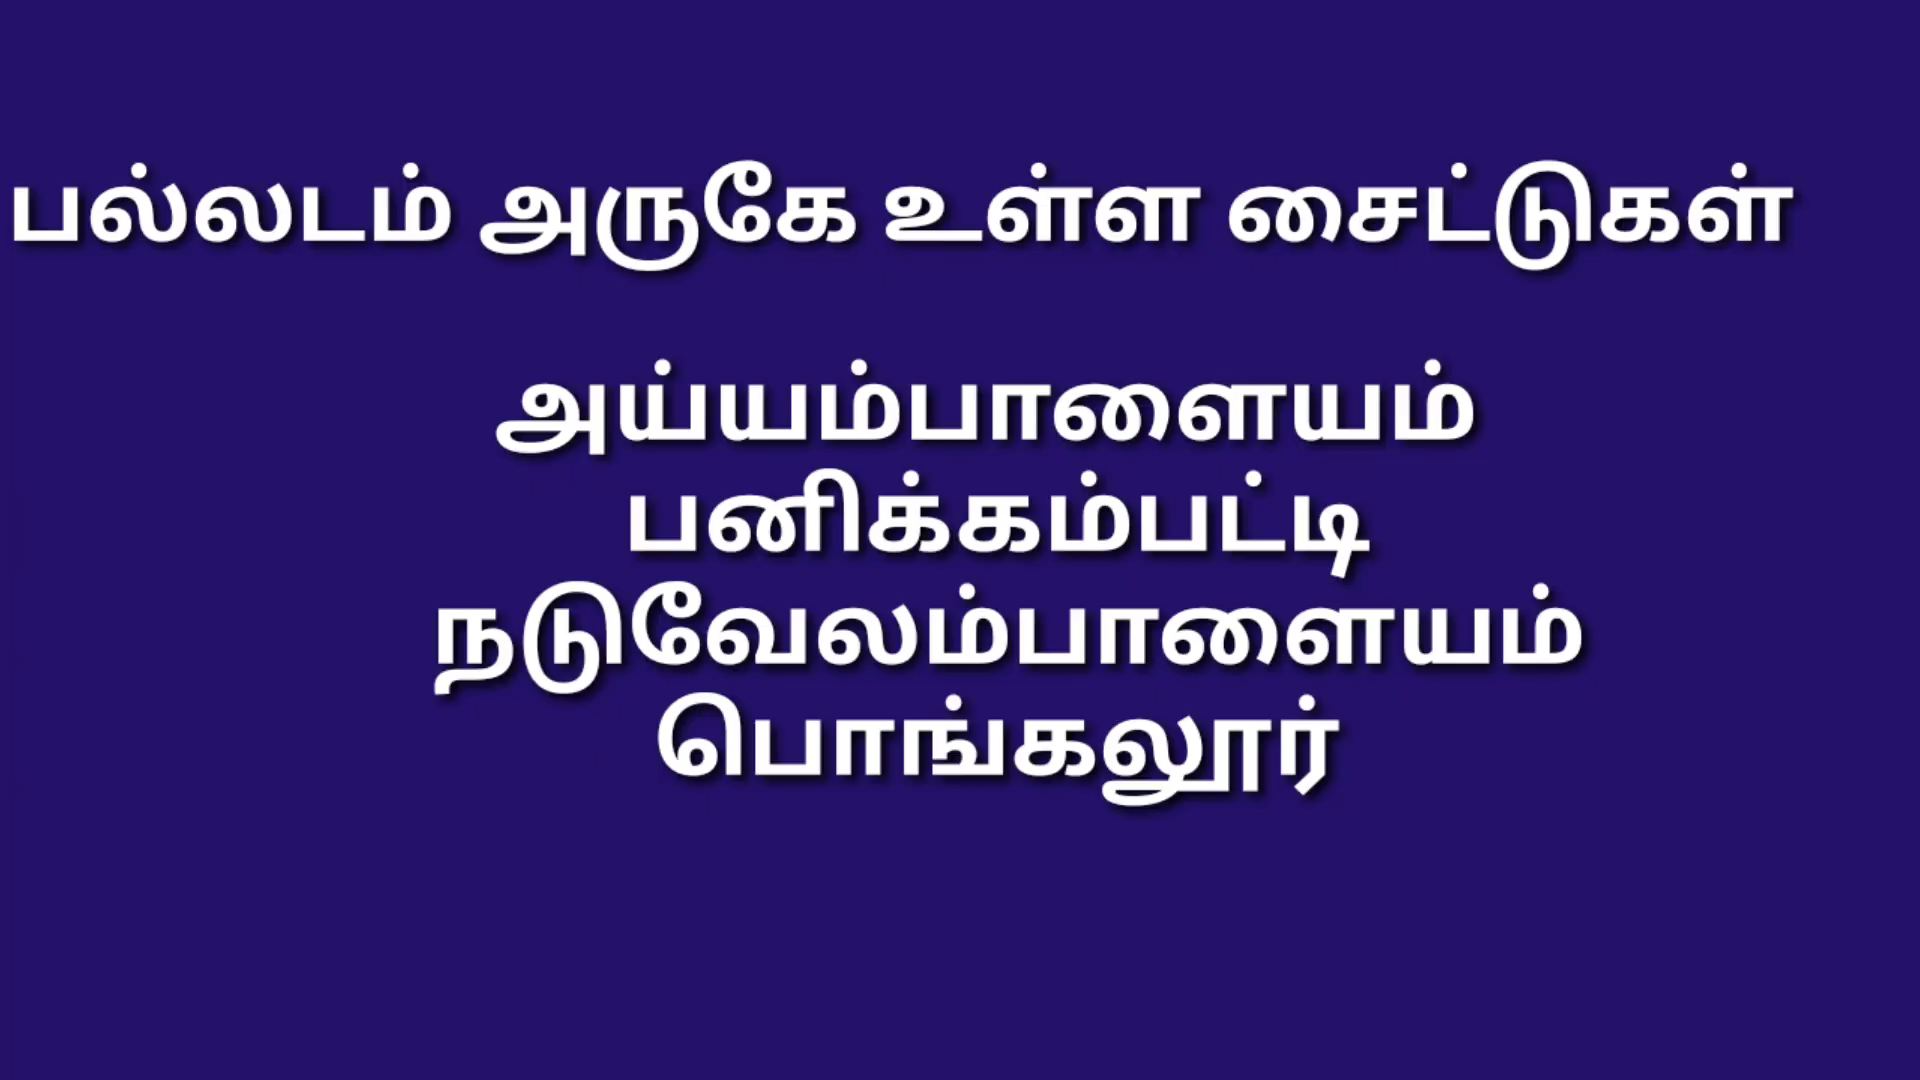 பல்லடம் அருகே உள்ள சைட்டுகள்
அய்யம்பாளையம்
பனிக்கம்பட்டி
நடுவேலம்பாளையம்
பொங்கலூர்